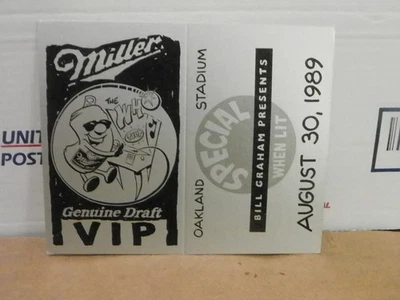 Miller
THE
WHO
Genuine Draft
VIP
OAKLAND STADIUM
SPECIAL
WHEN LIT
BILL GRAHAM PRESENTS
AUGUST 30, 1989
UNIT
POST